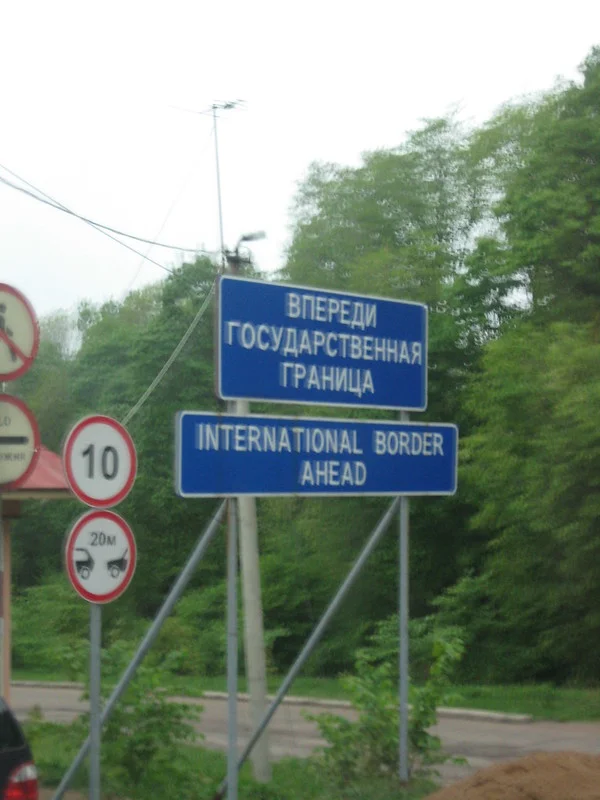 ВПЕРЕДИ
ГОСУДАРСТВЕННАЯ
ГРАНИЦА
INTERNATIONAL BORDER
AHEAD
10
20м